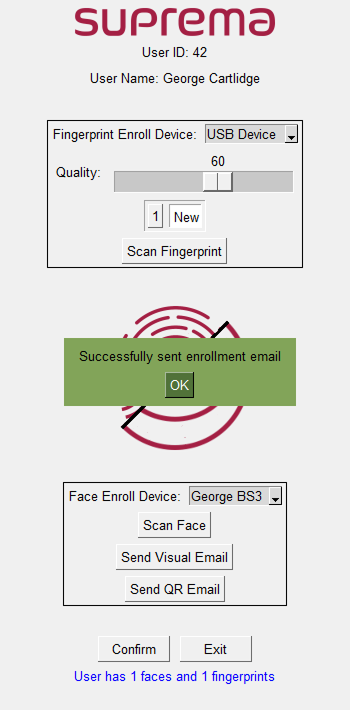 suprema
User ID: 42
User Name: George Cartlidge
Fingerprint Enroll Device: USB Device
60
Quality:
1 New
Scan Fingerprint
Successfully sent enrollment email
OK
Face Enroll Device: George BS3
Scan Face
Send Visual Email
Send QR Email
Confirm Exit
User has 1 faces and 1 fingerprints